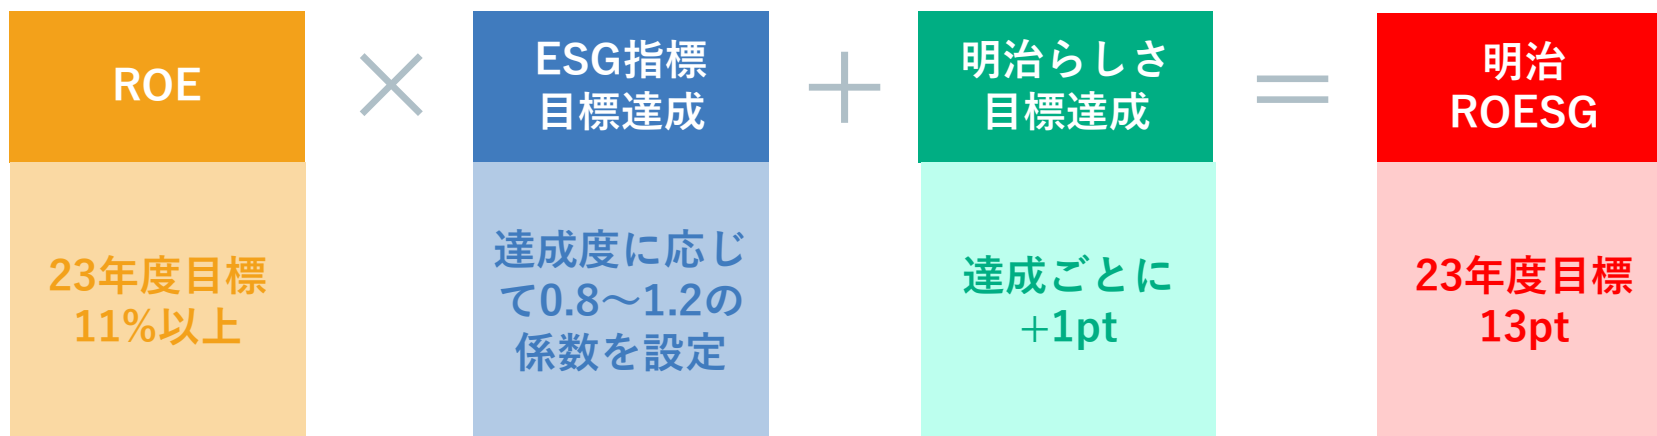 ROE
×
ESG指標
目標達成
＋
明治らしさ
目標達成
＝
明治
ROESG
23年度目標
11%以上
達成度に応じ
て0.8～1.2の
係数を設定
達成ごとに
＋1pt
23年度目標
13pt